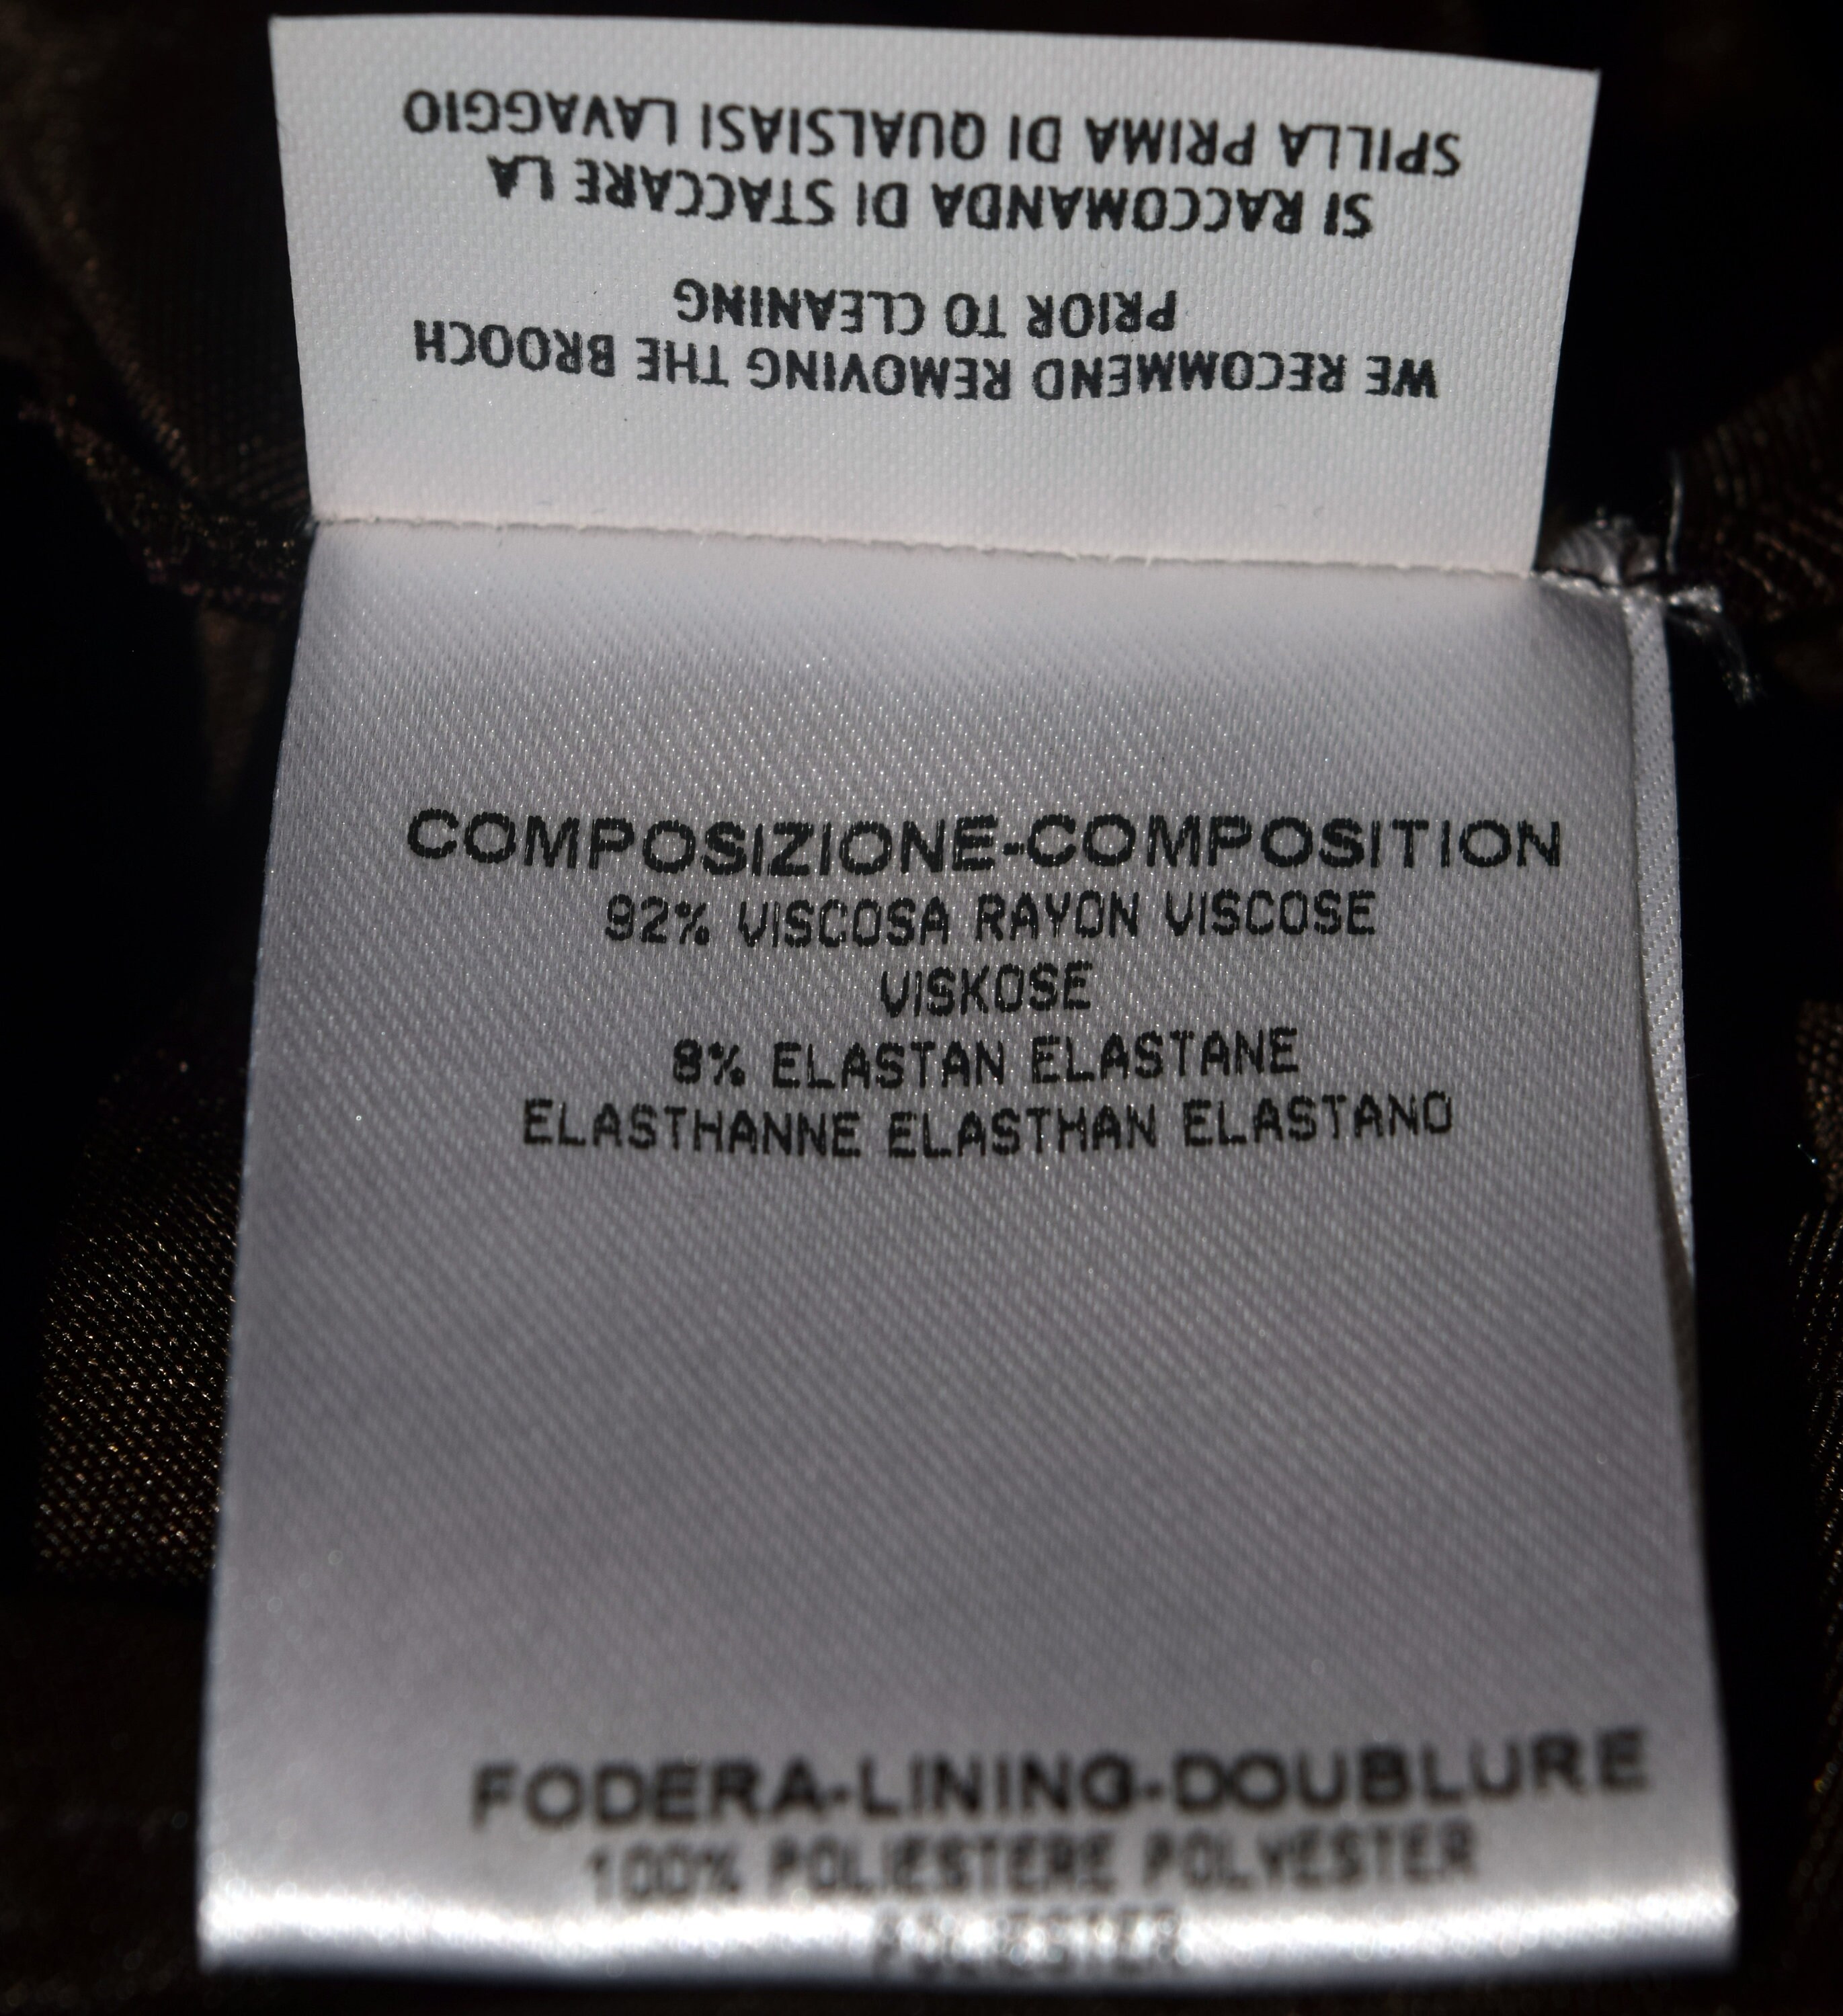 WE RECOMMEND REMOVING THE BROOCH
PRIOR TO CLEANING
SI RACCOMANDA DI STACCARE LA
SPILLA PRIMA DI QUALSIASI LAVAGGIO
COMPOSIZIONE-COMPOSITION
92% VISCOSA RAYON VISCOSE
VISKOSE
8% ELASTAN ELASTANE
ELASTHANNE ELASTHAN ELASTANO
FODERA-LINING-DOUBLURE
100% POLIESTERE POLYESTER
POLIESTER